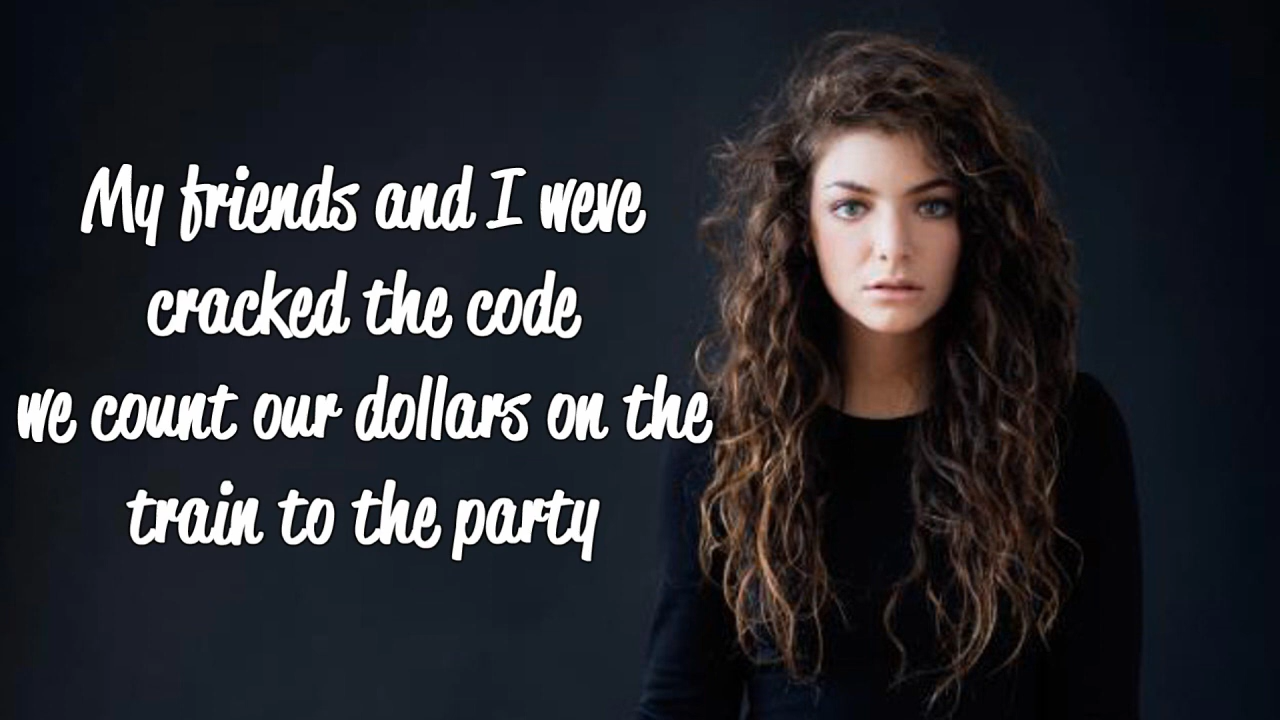 My friends and I weve
cracked the code
we count our dollars on the
train to the party